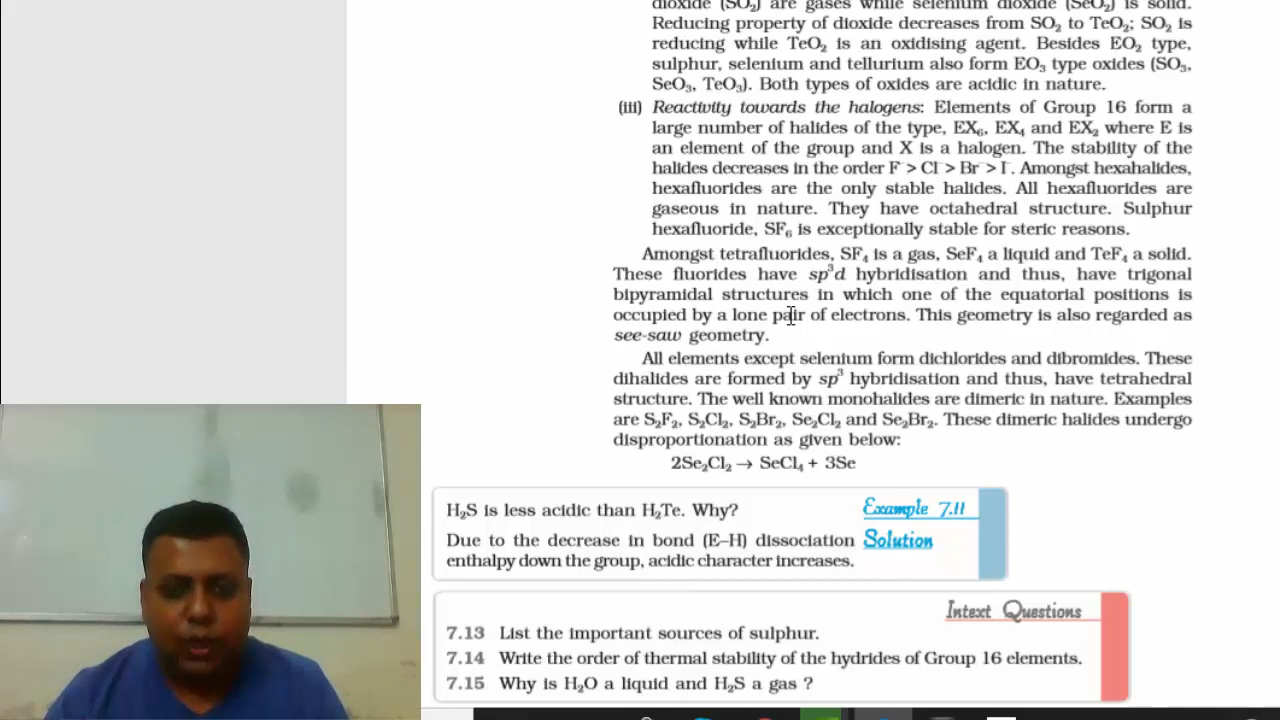 dioxide (SO₂) are gases while selenium dioxide (SeO₂) is solid.
Reducing property of dioxide decreases from SO₂ to TeO₂; SO₂ is
reducing while TeO₂ is an oxidising agent. Besides EO₂ type,
sulphur, selenium and tellurium also form EO₃ type oxides (SO₃,
SeO₃, TeO₃). Both types of oxides are acidic in nature.
(iii) Reactivity towards the halogens: Elements of Group 16 form a
large number of halides of the type, EX₆, EX₄ and EX₂ where E is
an element of the group and X is a halogen. The stability of the
halides decreases in the order F⁻ > Cl⁻ > Br⁻ > I⁻. Amongst hexahalides,
hexafluorides are the only stable halides. All hexafluorides are
gaseous in nature. They have octahedral structure. Sulphur
hexafluoride, SF₆ is exceptionally stable for steric reasons.
Amongst tetrafluorides, SF₄ is a gas, SeF₄ a liquid and TeF₄ a solid.
These fluorides have sp³d hybridisation and thus, have trigonal
bipyramidal structures in which one of the equatorial positions is
occupied by a lone pair of electrons. This geometry is also regarded as
see-saw geometry.
All elements except selenium form dichlorides and dibromides. These
dihalides are formed by sp³ hybridisation and thus, have tetrahedral
structure. The well known monohalides are dimeric in nature. Examples
are S₂F₂, S₂Cl₂, S₂Br₂, Se₂Cl₂ and Se₂Br₂. These dimeric halides undergo
disproportionation as given below:
2Se₂Cl₂ → SeCl₄ + 3Se
H₂S is less acidic than H₂Te. Why? Example 7.11
Due to the decrease in bond (E–H) dissociation Solution
enthalpy down the group, acidic character increases.
Intext Questions
7.13 List the important sources of sulphur.
7.14 Write the order of thermal stability of the hydrides of Group 16 elements.
7.15 Why is H₂O a liquid and H₂S a gas ?